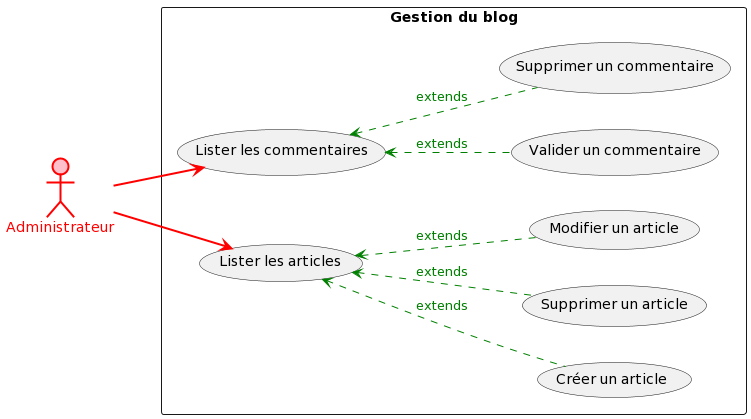 Gestion du blog
Supprimer un commentaire
extends
Lister les commentaires
extends
Valider un commentaire
Administrateur
Modifier un article
extends
Lister les articles
extends
Supprimer un article
extends
Créer un article